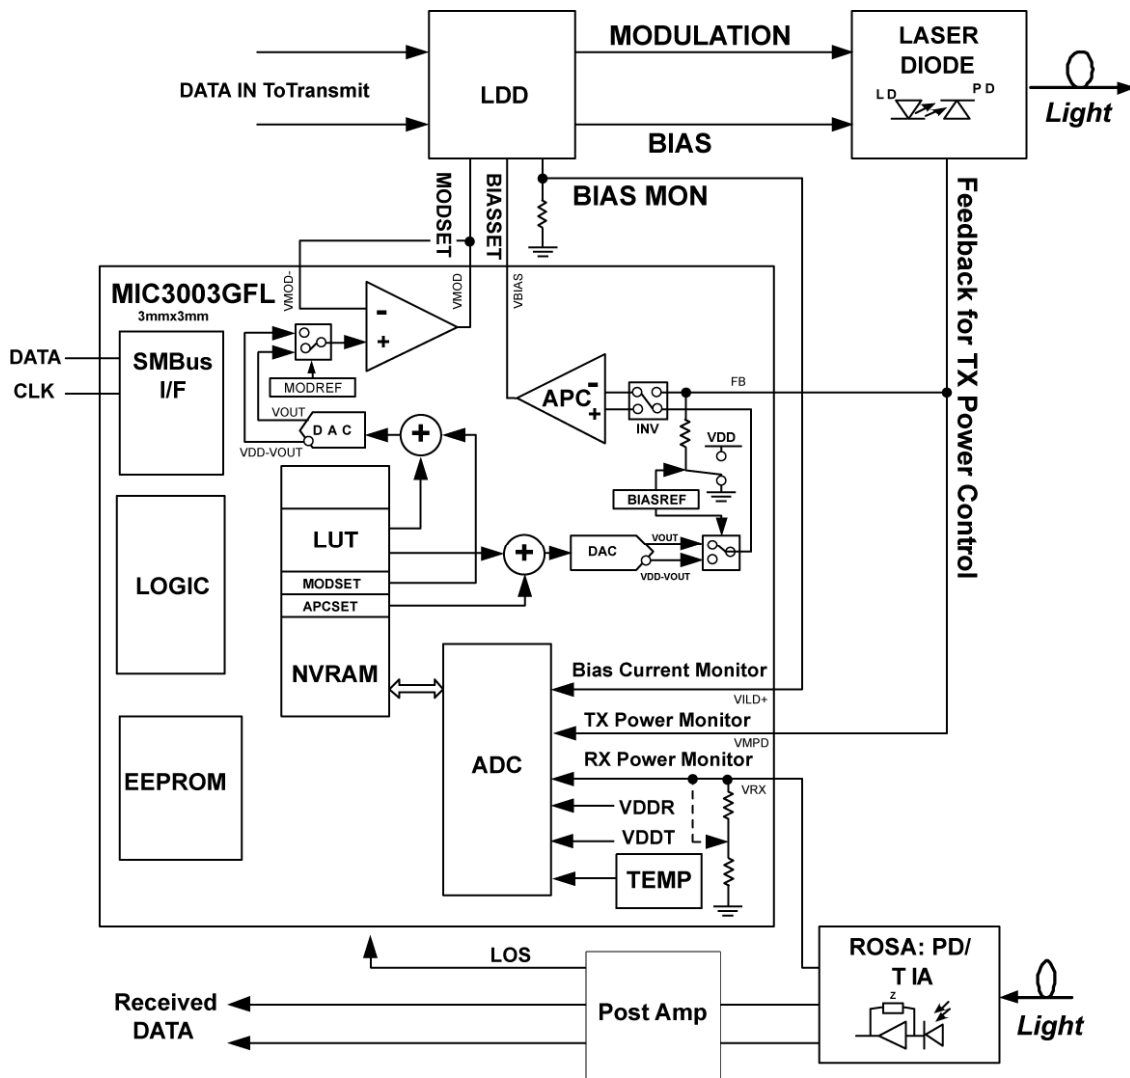 MODULATION
LASER
DIODE
LD
PD
Light
DATA IN ToTransmit
LDD
BIAS
MODSET
BIASSET
BIAS MON
Feedback for TX Power Control
MIC3003GFL
3mmx3mm
VMOD-
VMOD
VBIAS
DATA
CLK
SMBus
I/F
-
+
MODREF
VOUT
DAC
VDD-VOUT
+
APC
-
+
INV
FB
VDD
BIASREF
LUT
+
DAC
VOUT
VDD-VOUT
MODSET
APCSET
NVRAM
LOGIC
EEPROM
ADC
Bias Current Monitor
VILD+
TX Power Monitor
VMPD
RX Power Monitor
VRX
VDDR
VDDT
TEMP
LOS
Received
DATA
Post Amp
ROSA: PD/
TIA
Z
Light